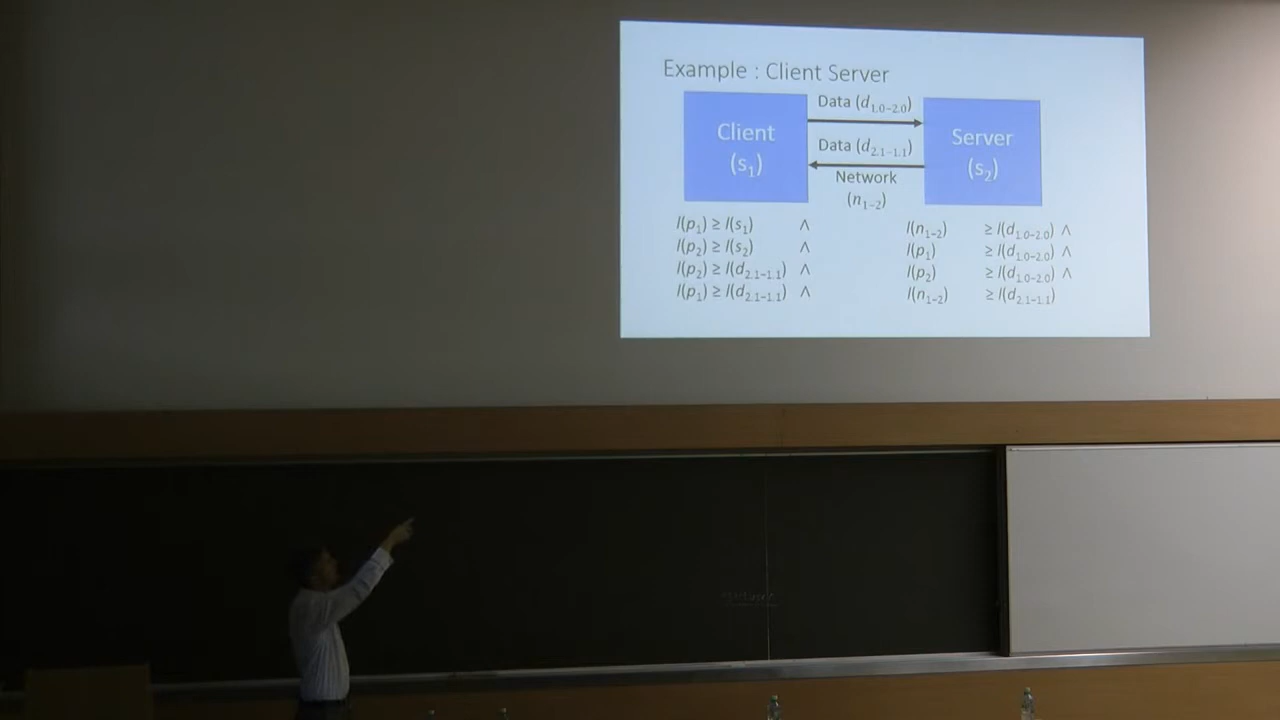 Example : Client Server
Client
(s₁)
Data (d₁.₀₋₂.₀)
Data (d₂.₁₋₁.₁)
Network
(n₁₋₂)
Server
(s₂)
l(p₁) ≥ l(s₁) ∧
l(p₂) ≥ l(s₂) ∧
l(p₂) ≥ l(d₂.₁₋₁.₁) ∧
l(p₁) ≥ l(d₂.₁₋₁.₁) ∧
l(n₁₋₂) ≥ l(d₁.₀₋₂.₀) ∧
l(p₁) ≥ l(d₁.₀₋₂.₀) ∧
l(p₂) ≥ l(d₁.₀₋₂.₀) ∧
l(n₁₋₂) ≥ l(d₂.₁₋₁.₁)